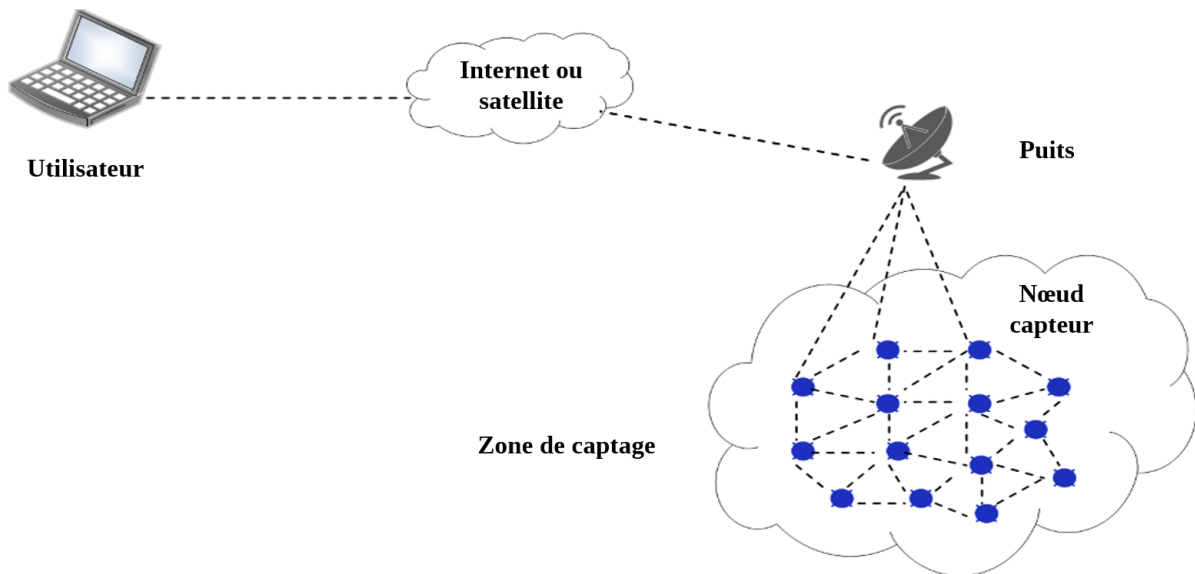 Internet ou
satellite
Utilisateur
Puits
Nœud
capteur
Zone de captage